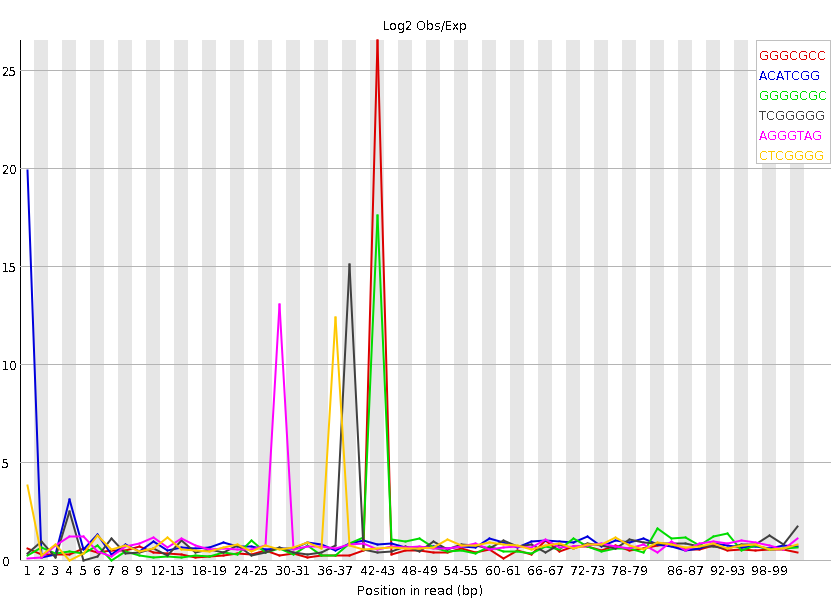 Log2 Obs/Exp
GGGCGCC
ACATCGG
GGGGCGC
TCGGGGG
AGGGTAG
CTCGGGG
25
20
15
10
5
0
1 2 3 4 5 6 7 8 9 12-13 18-19 24-25 30-31 36-37 42-43 48-49 54-55 60-61 66-67 72-73 78-79 86-87 92-93 98-99
Position in read (bp)